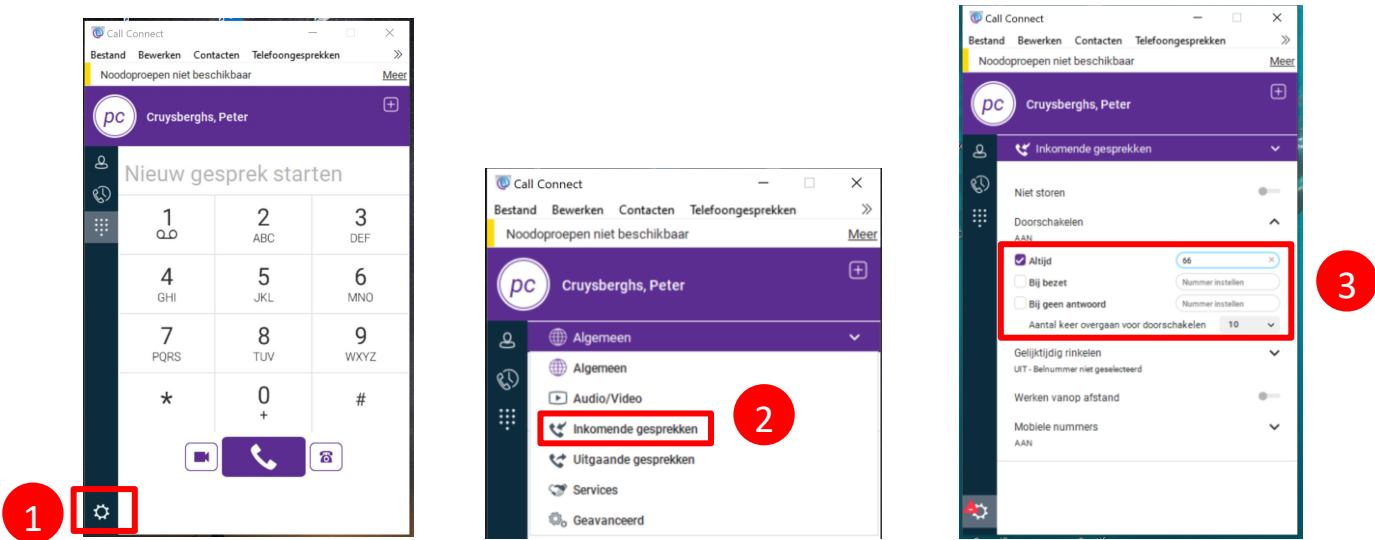 Call Connect
Bestand Bewerken Contacten Telefoongesprekken »
Noodoproepen niet beschikbaar Meer
pc Cruysberghs, Peter
Nieuw gesprek starten
1 2 3
ABC DEF
4 5 6
GHI JKL MNO
7 8 9
PQRS TUV WXYZ
* 0 #
+
1
Call Connect
Bestand Bewerken Contacten Telefoongesprekken »
Noodoproepen niet beschikbaar Meer
pc Cruysberghs, Peter
Algemeen
Algemeen
Audio/Video
Inkomende gesprekken
Uitgaande gesprekken
Services
Geavanceerd
2
Call Connect
Bestand Bewerken Contacten Telefoongesprekken »
Noodoproepen niet beschikbaar Meer
pc Cruysberghs, Peter
Inkomende gesprekken
Niet storen
Doorschakelen
AAN
Altijd 66 ×
Bij bezet Nummer instellen
Bij geen antwoord Nummer instellen
Aantal keer overgaan voor doorschakelen 10
Gelijktijdig rinkelen
UIT - Belnummer niet geselecteerd
Werken vanop afstand
Mobiele nummers
AAN
3